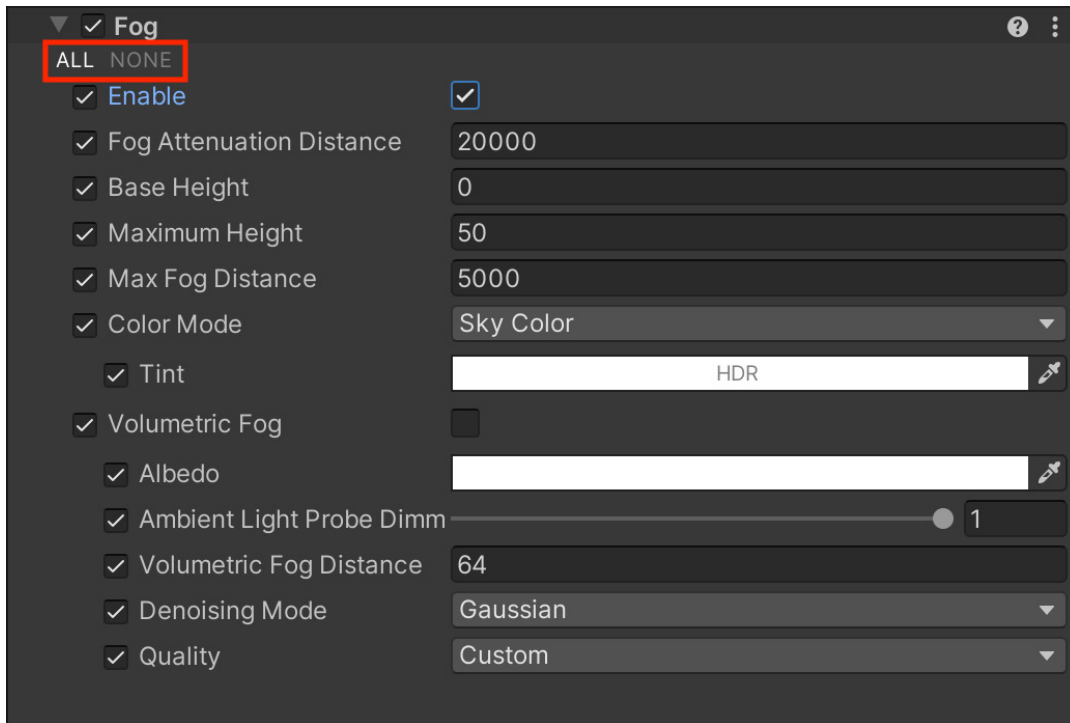 Fog
ALL NONE
Enable
Fog Attenuation Distance 20000
Base Height 0
Maximum Height 50
Max Fog Distance 5000
Color Mode Sky Color
Tint HDR
Volumetric Fog
Albedo
Ambient Light Probe Dimm 1
Volumetric Fog Distance 64
Denoising Mode Gaussian
Quality Custom